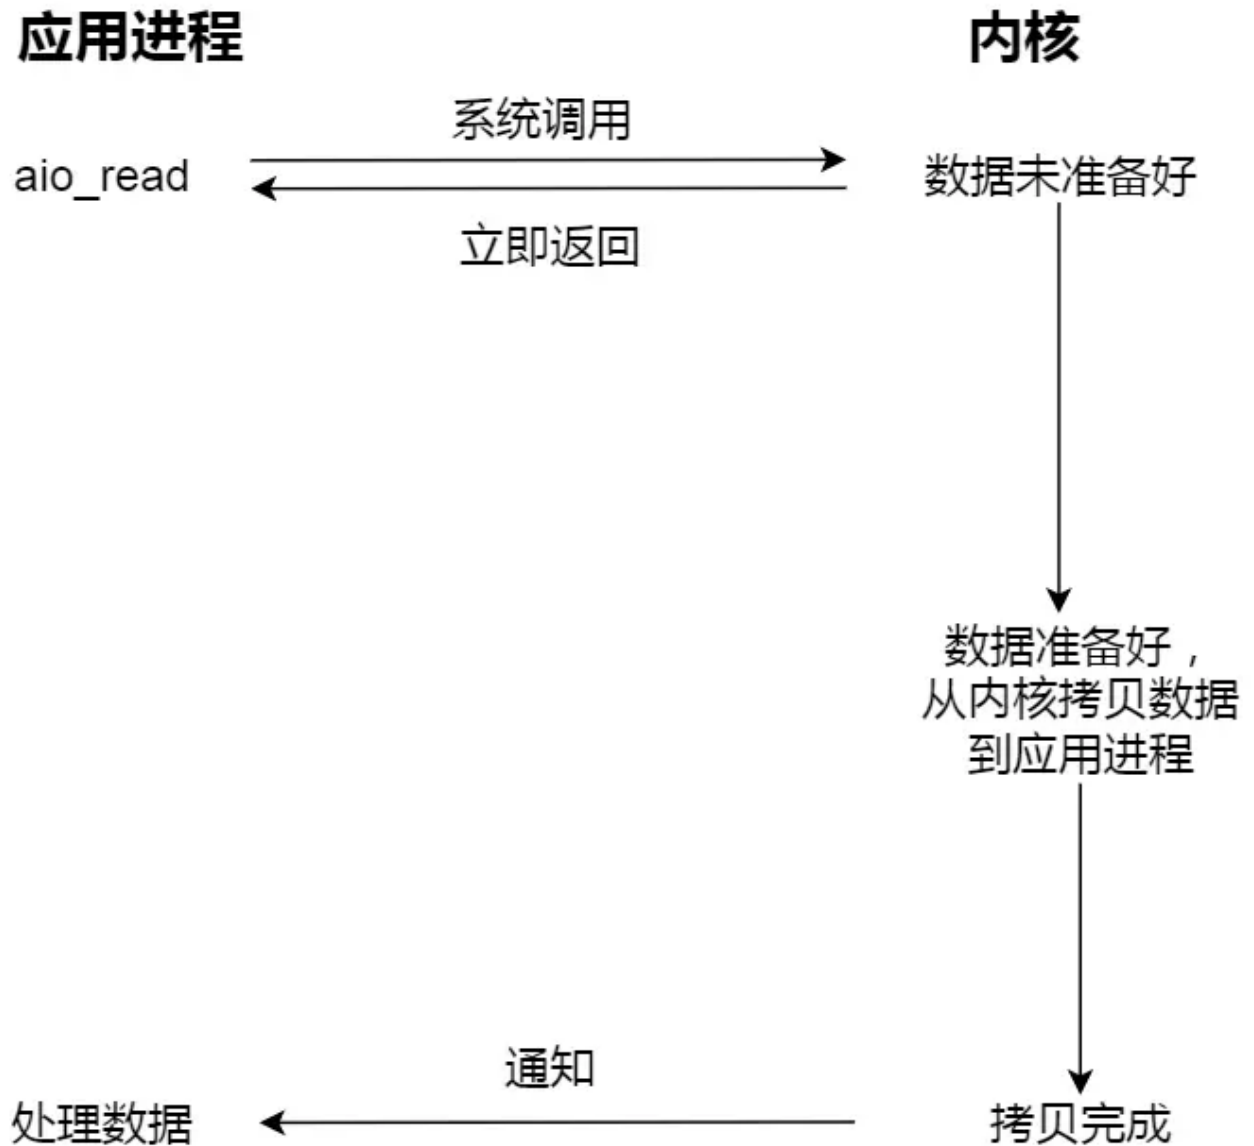 应用进程
内核
系统调用
aio_read
数据未准备好
立即返回
数据准备好，
从内核拷贝数据
到应用进程
通知
处理数据
拷贝完成